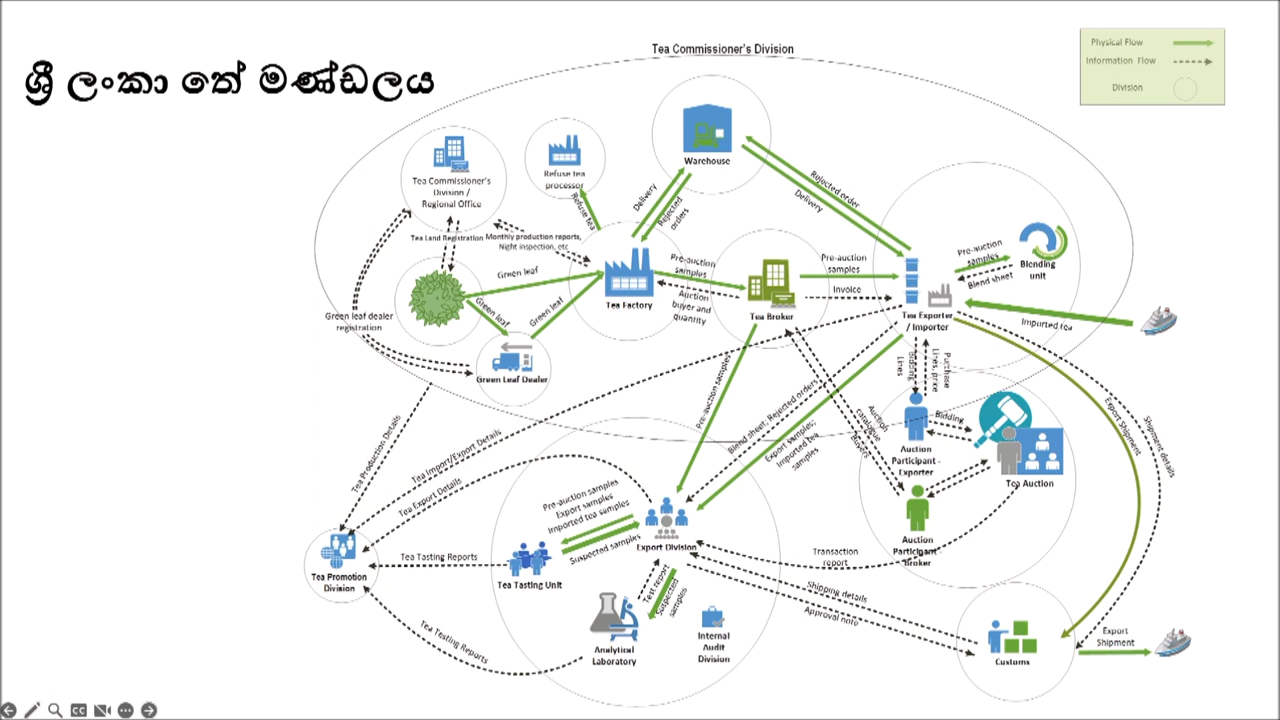 Tea Commissioner's Division
ශ්‍රී ලංකා තේ මණ්ඩලය
Physical Flow
Information Flow
Division
Tea Commissioner's
Division /
Regional Office
Refuse tea
processor
Warehouse
Refuse tea
Delivery
Rejected
orders
Rejected order
Delivery
Tea Land Registration
Monthly production reports,
Night inspection, etc
Green leaf
Green leaf
Green leaf
Tea Factory
Pre-auction
samples
Auction
buyer and
quantity
Tea Broker
Pre-auction
samples
Invoice
Pre-auction
samples
Blend sheet
Blending
unit
Tea Exporter
/ Importer
Imported tea
Green leaf dealer
registration
Green Leaf Dealer
Bidding
Lines
Purchase
Lines, price
Pre-auction samples
Blend sheet, Rejected orders
Export samples;
Imported tea
samples
Auction
catalogue
Buyers
Bidding
Auction
Participant -
Exporter
Tea Auction
Export Shipment
Shipment details
Tea Production Details
Tea Import/Export Details
Tea Export Details
Pre-auction samples
Export samples
Imported tea samples
Suspected samples
Export Division
Auction
Participant-
Broker
Transaction
report
Tea Tasting Reports
Tea Tasting Unit
Tea Promotion
Division
Test report
Suspected
samples
Shipping details
Approval note
Tea Testing Reports
Analytical
Laboratory
Internal
Audit
Division
Customs
Export
Shipment